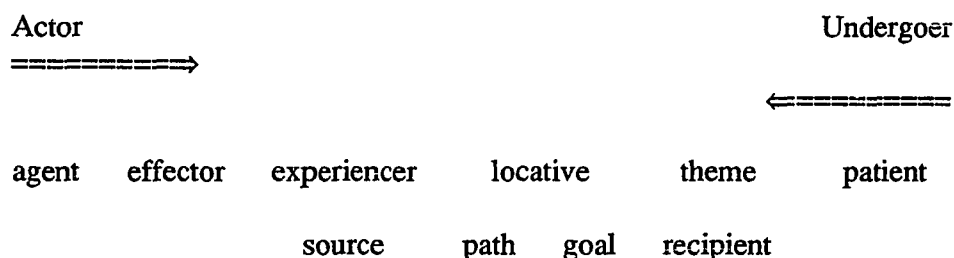 Actor Undergoer
==========>
<==========
agent effector experiencer locative theme patient
source path goal recipient